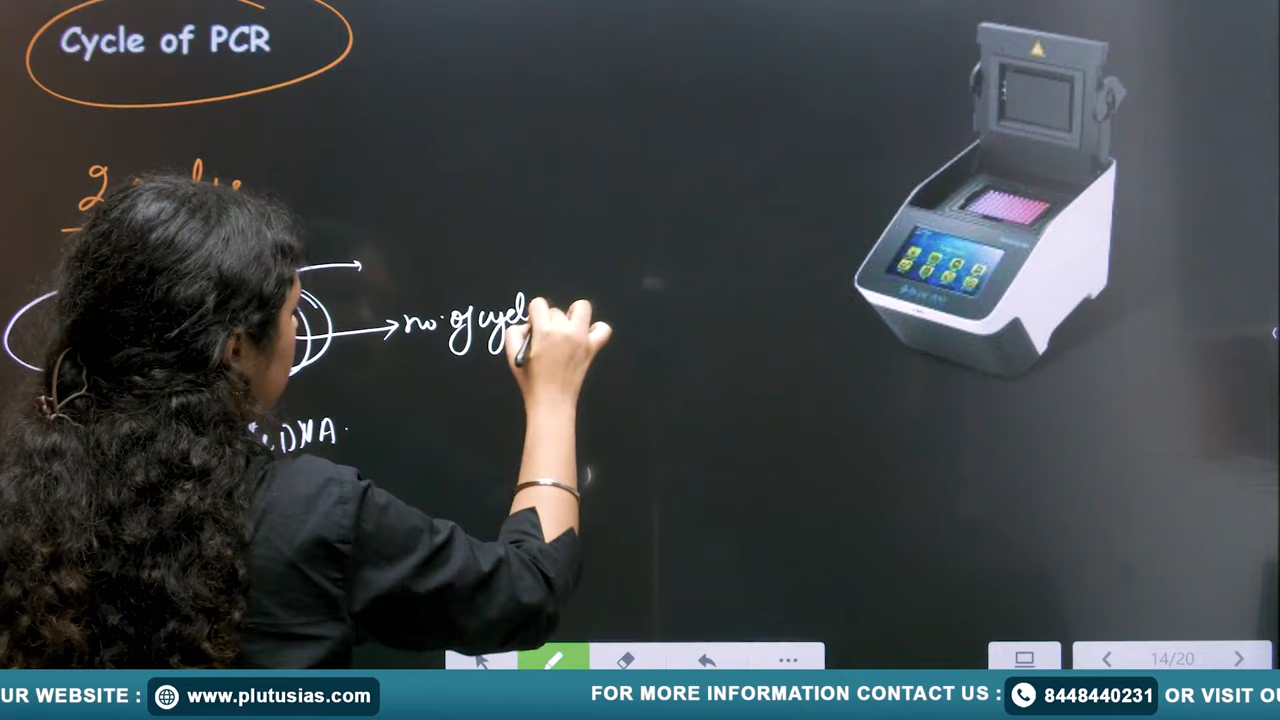 Cycle of PCR
2
no. of cycl
DNA.
14/20
UR WEBSITE : www.plutusias.com FOR MORE INFORMATION CONTACT US : 8448440231 OR VISIT OU